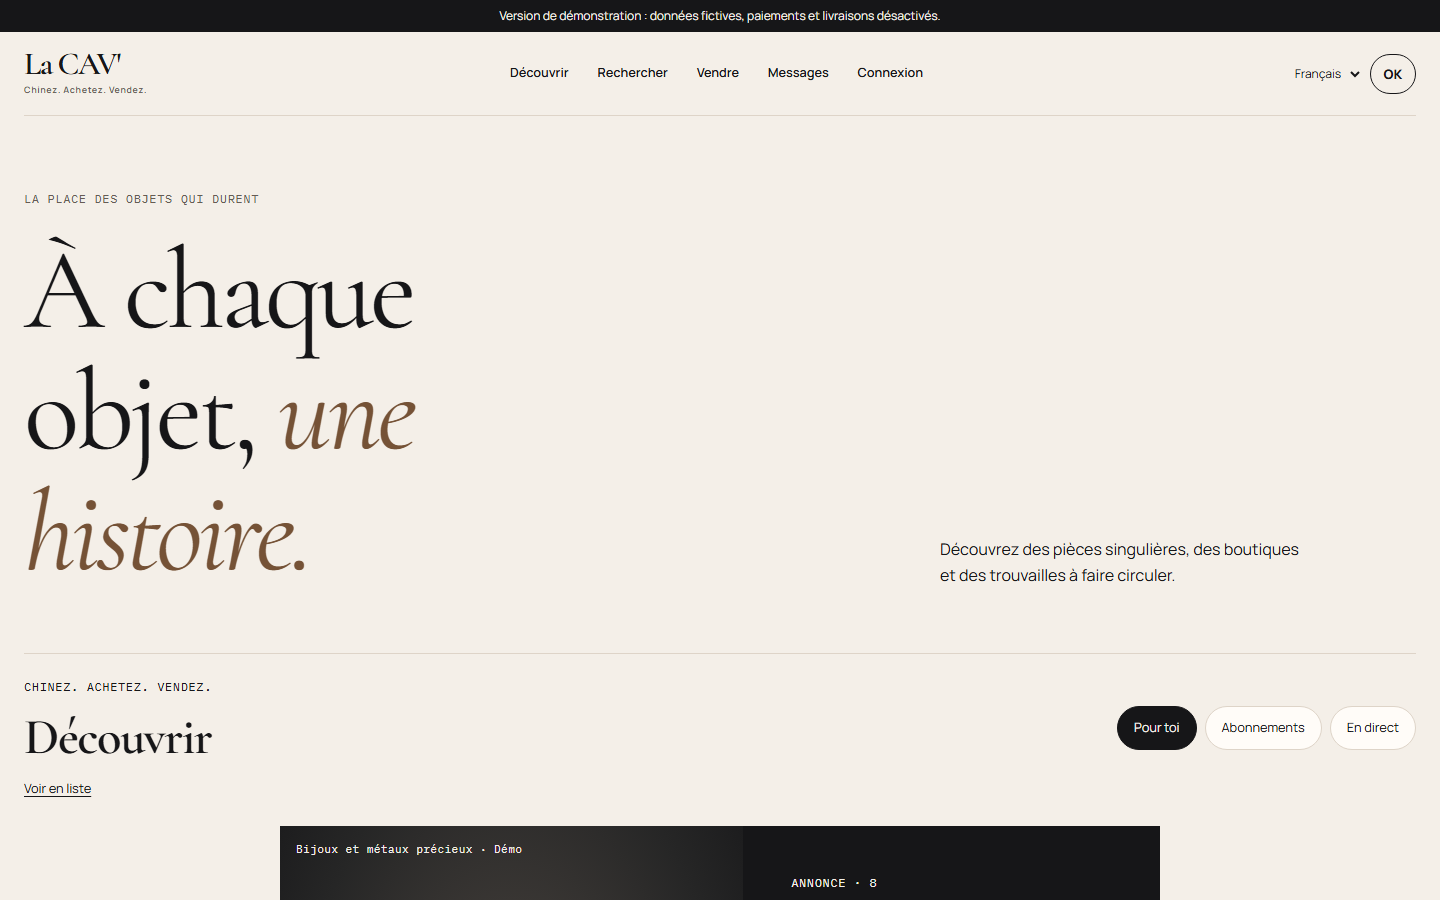 Version de démonstration : données fictives, paiements et livraisons désactivés.
La CAV'
Chinez. Achetez. Vendez.
Découvrir
Rechercher
Vendre
Messages
Connexion
Français
OK
LA PLACE DES OBJETS QUI DURENT
À chaque
objet, une
histoire.
Découvrez des pièces singulières, des boutiques
et des trouvailles à faire circuler.
CHINEZ. ACHETEZ. VENDEZ.
Découvrir
Pour toi
Abonnements
En direct
Voir en liste
Bijoux et métaux précieux · Démo
ANNONCE · 8